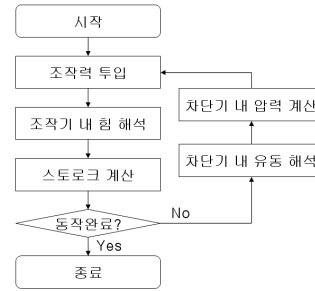 시작
조작력 투입
조작기 내 힘 해석
스토로크 계산
동작완료?
No
Yes
종료
차단기 내 압력 계산
차단기 내 유동 해석